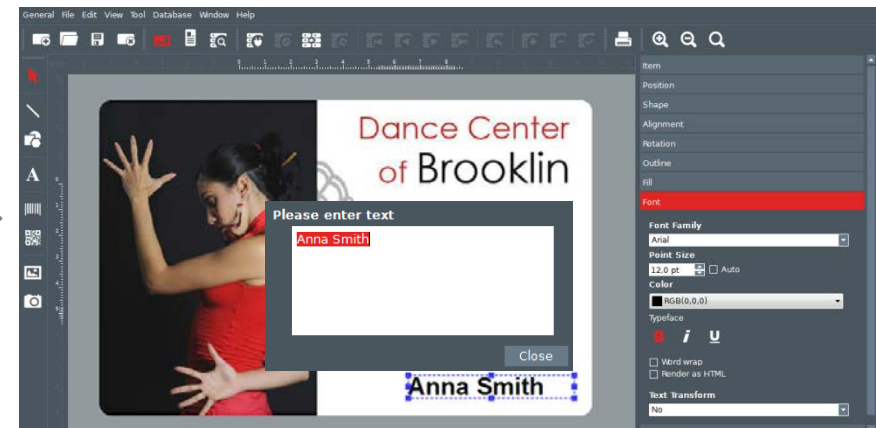 General File Edit View Tool Database Window Help
Item
Position
Shape
Alignment
Rotation
Outline
Fill
Font
Font Family
Arial
Point Size
12.0 pt Auto
Color
RGB(0,0,0)
Typeface
B i U
Word wrap
Render as HTML
Text Transform
No
Dance Center
of Brooklin
Please enter text
Anna Smith
Close
Anna Smith
A